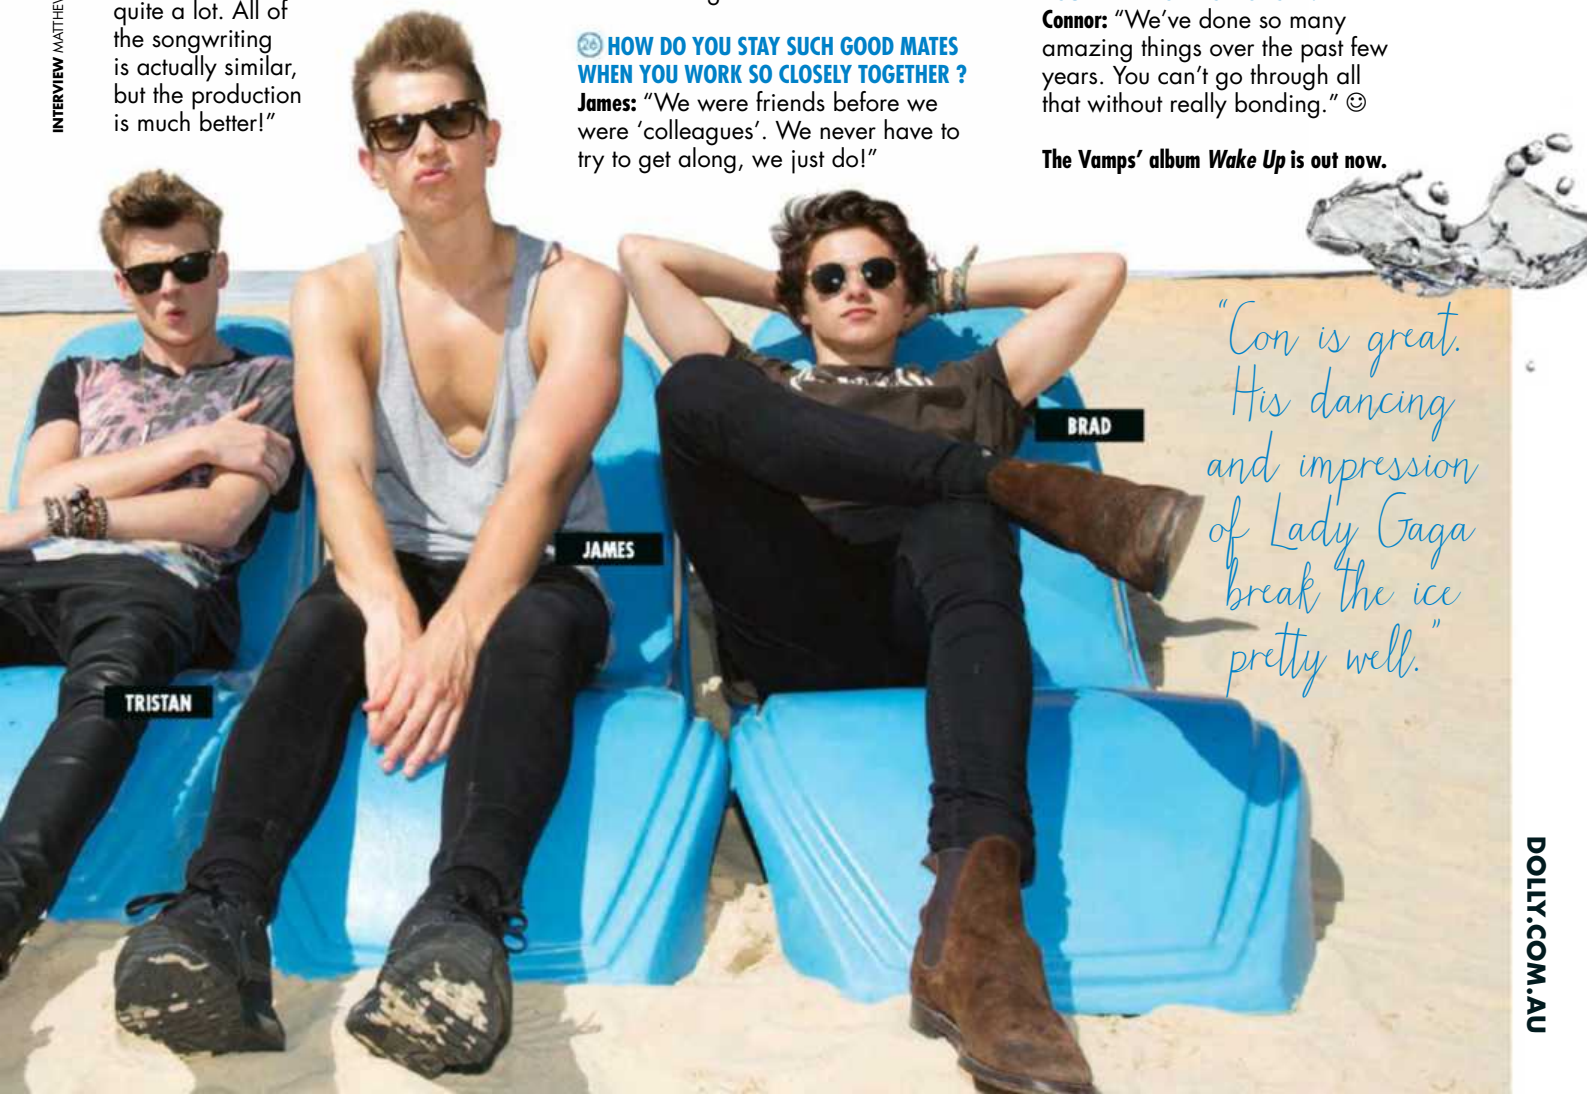 INTERVIEW
quite a lot. All of
the songwriting
is actually similar,
but the production
is much better!”
26 HOW DO YOU STAY SUCH GOOD MATES
WHEN YOU WORK SO CLOSELY TOGETHER ?
James: “We were friends before we
were ‘colleagues’. We never have to
try to get along, we just do!”
Connor: “We’ve done so many
amazing things over the past few
years. You can’t go through all
that without really bonding.” ☺
The Vamps’ album Wake Up is out now.
TRISTAN
JAMES
BRAD
“Con is great.
His dancing
and impression
of Lady Gaga
break the ice
pretty well.”
DOLLY.COM.AU